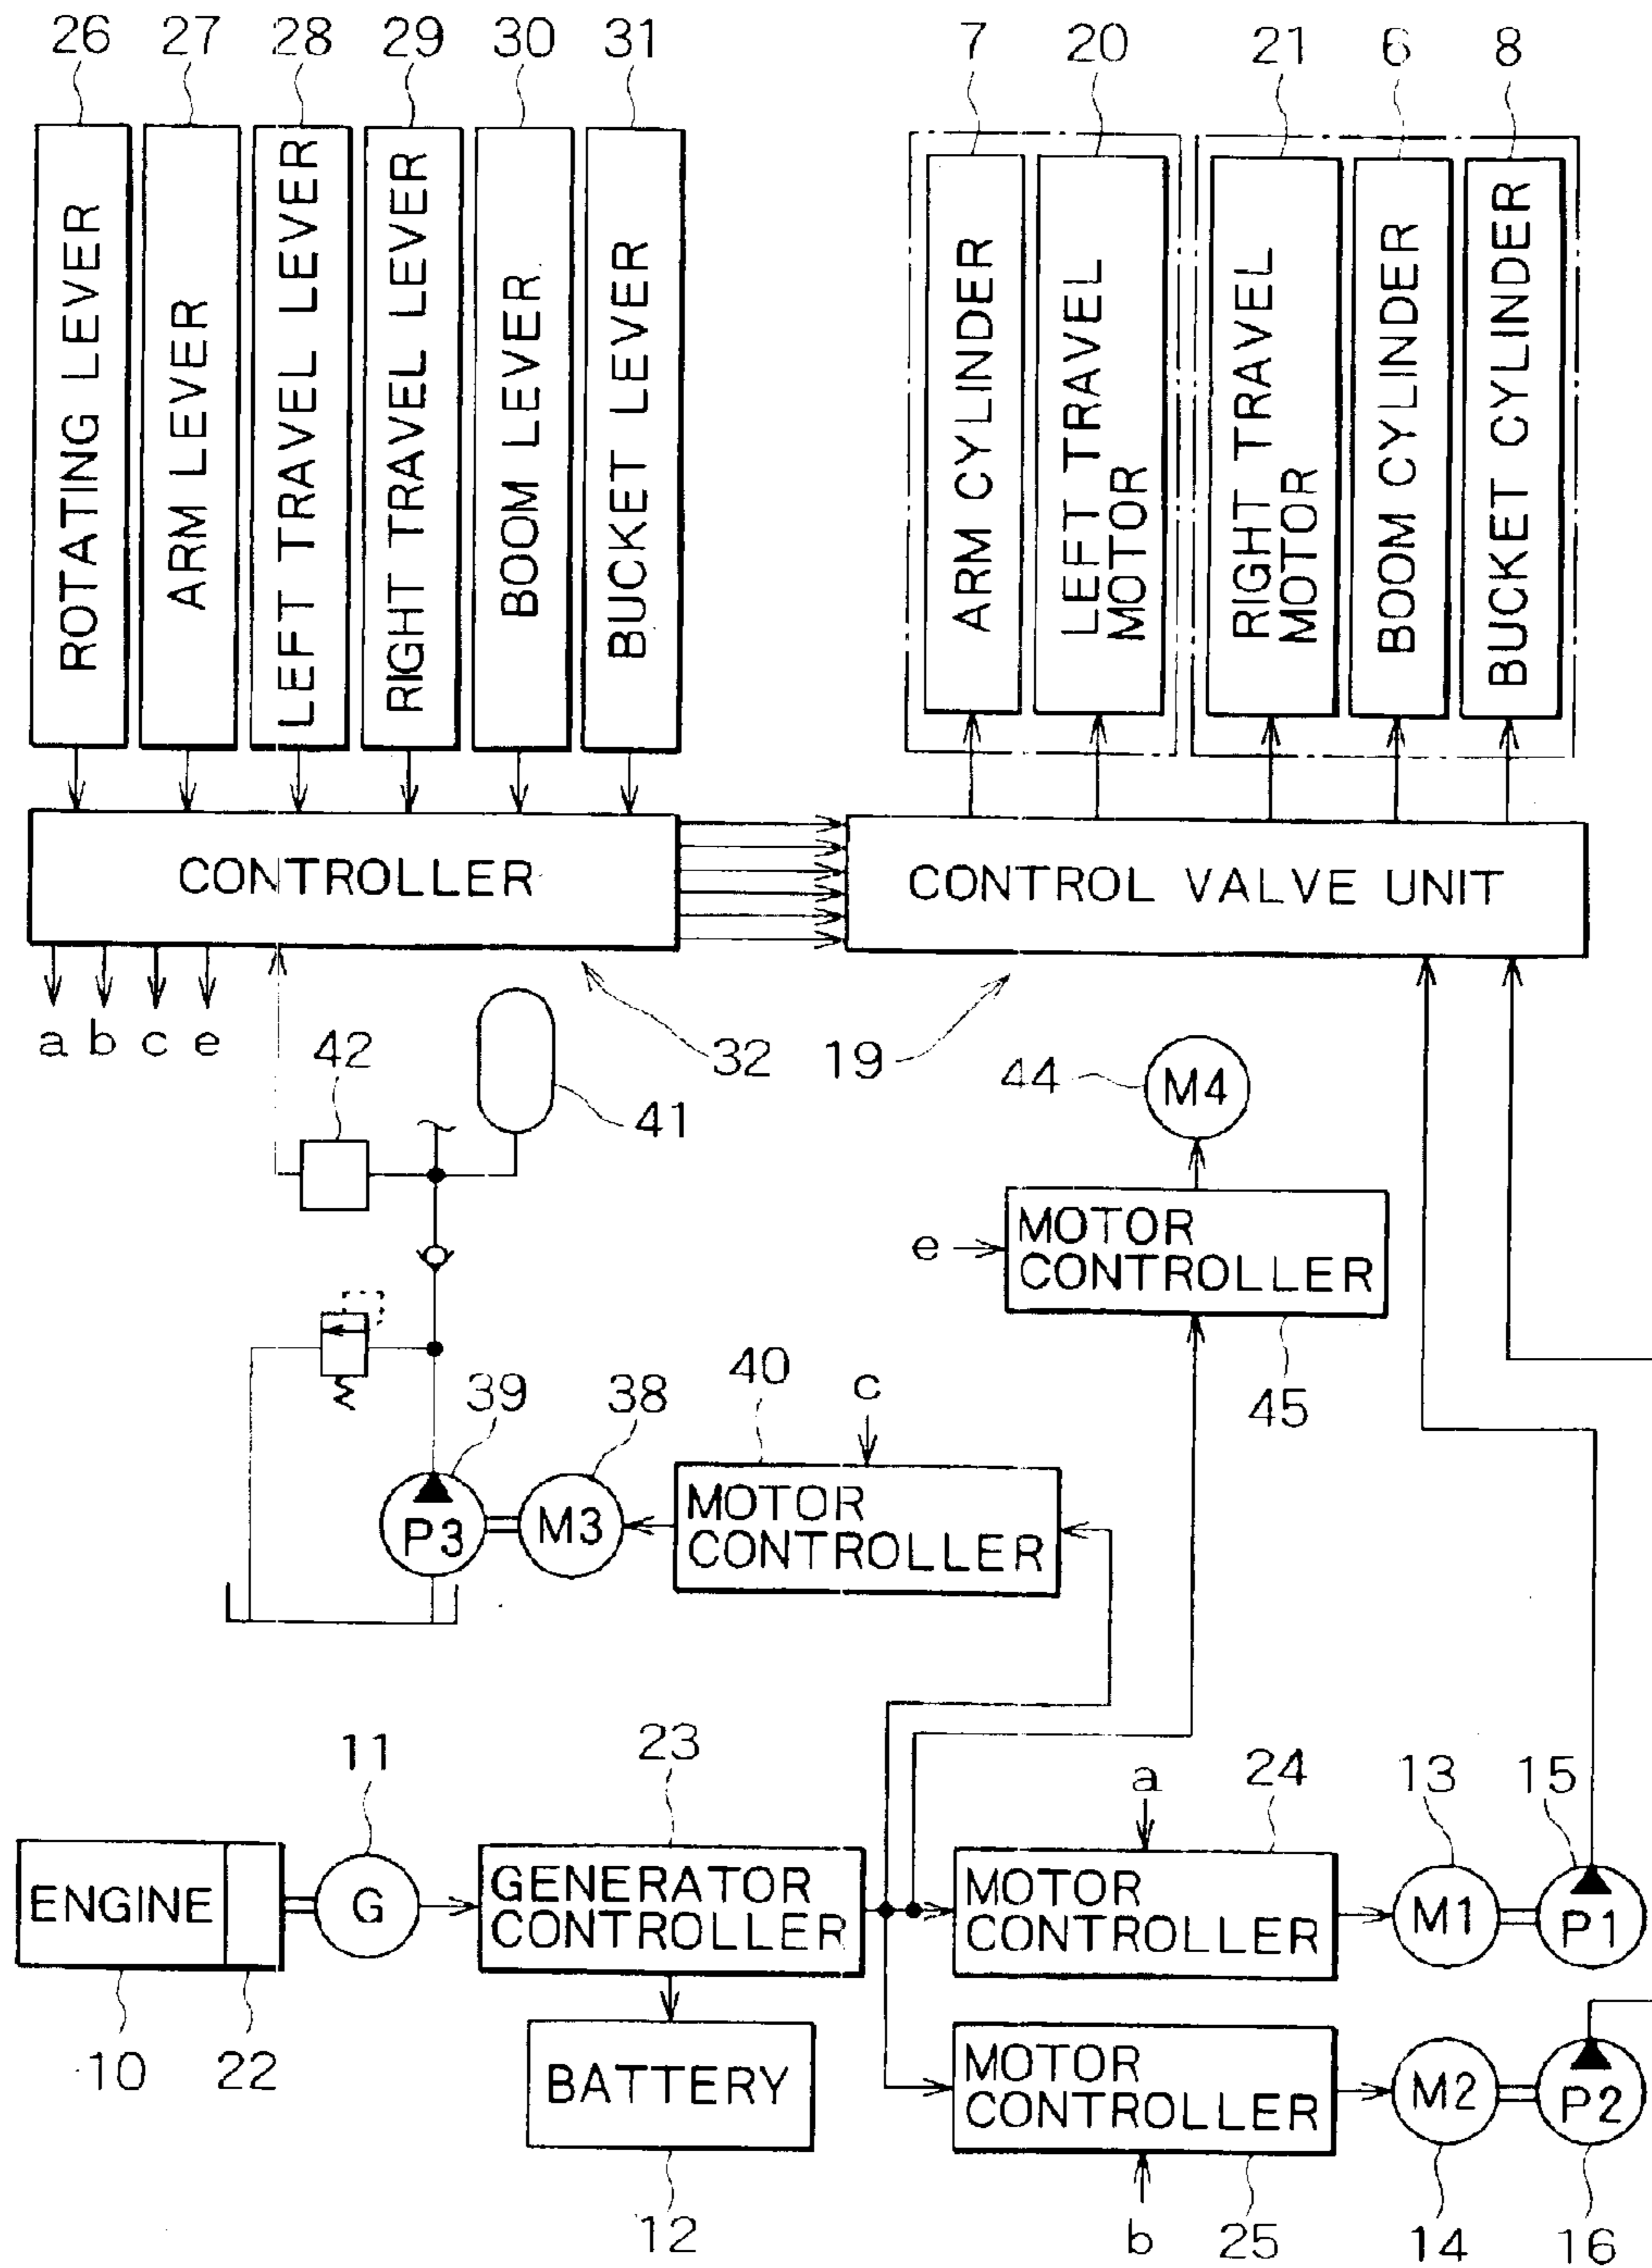 26 27 28 29 30 31 7 20 21 6 8
ROTATING LEVER
ARM LEVER
LEFT TRAVEL LEVER
RIGHT TRAVEL LEVER
BOOM LEVER
BUCKET LEVER
ARM CYLINDER
LEFT TRAVEL
MOTOR
RIGHT TRAVEL
MOTOR
BOOM CYLINDER
BUCKET CYLINDER
CONTROLLER
CONTROL VALVE UNIT
a b c e
42
41
32
19
44
M4
e
MOTOR
CONTROLLER
45
39
38
40
c
P3
M3
MOTOR
CONTROLLER
11
23
a
24
13
15
ENGINE
G
GENERATOR
CONTROLLER
MOTOR
CONTROLLER
M1
P1
10
22
BATTERY
MOTOR
CONTROLLER
M2
P2
12
b
25
14
16